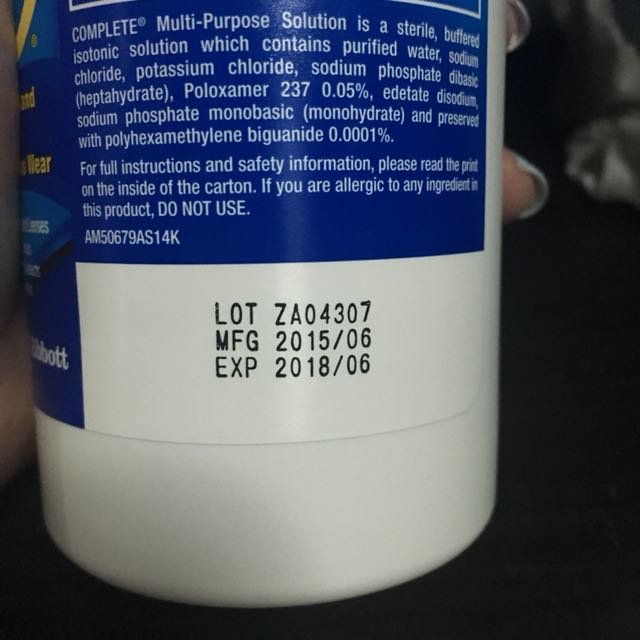 COMPLETE® Multi-Purpose Solution is a sterile, buffered
isotonic solution which contains purified water, sodium
chloride, potassium chloride, sodium phosphate dibasic
(heptahydrate), Poloxamer 237 0.05%, edetate disodium,
sodium phosphate monobasic (monohydrate) and preserved
with polyhexamethylene biguanide 0.0001%.
For full instructions and safety information, please read the print
on the inside of the carton. If you are allergic to any ingredient in
this product, DO NOT USE.
AM50679AS14K
LOT ZA04307
MFG 2015/06
EXP 2018/06
Wear